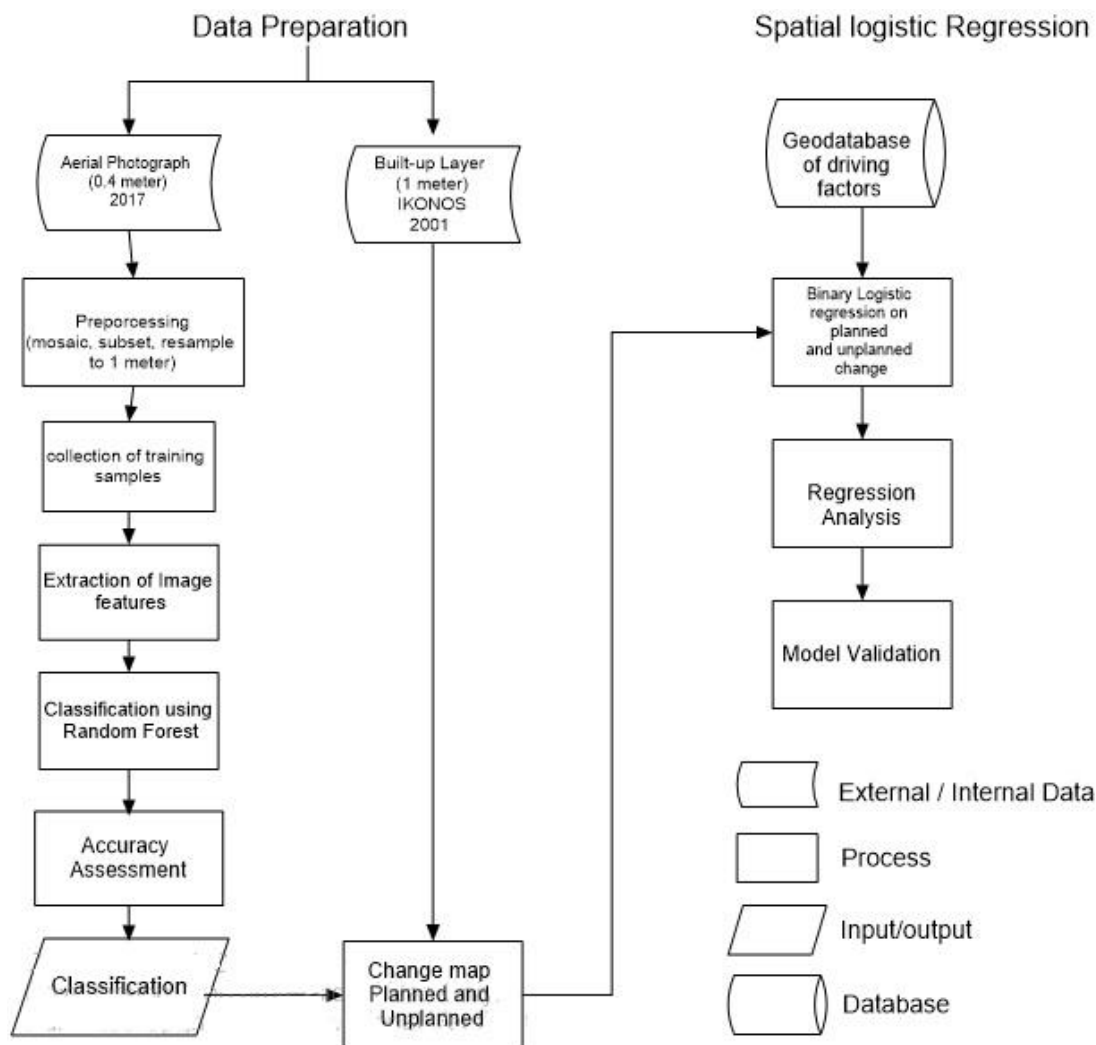 Data Preparation
Aerial Photograph
(0.4 meter)
2017
Built-up Layer
(1 meter)
IKONOS
2001
Preporcessing
(mosaic, subset, resample
to 1 meter)
collection of training
samples
Extraction of Image
features
Classification using
Random Forest
Accuracy
Assessment
Classification
Change map
Planned and
Unplanned
Spatial logistic Regression
Geodatabase
of driving
factors
Binary Logistic
regression on
planned
and unplanned
change
Regression
Analysis
Model Validation
External / Internal Data
Process
Input/output
Database